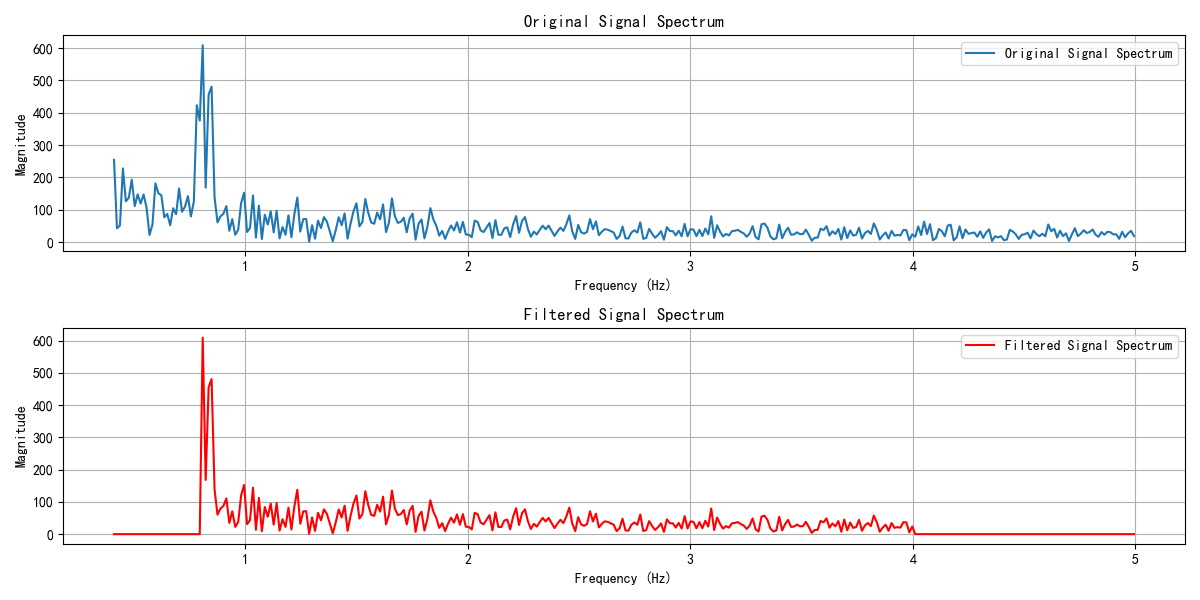 Original Signal Spectrum
600
500
400
300
200
100
0
Magnitude
Original Signal Spectrum
1 2 3 4 5
Frequency (Hz)
Filtered Signal Spectrum
600
500
400
300
200
100
0
Magnitude
Filtered Signal Spectrum
1 2 3 4 5
Frequency (Hz)